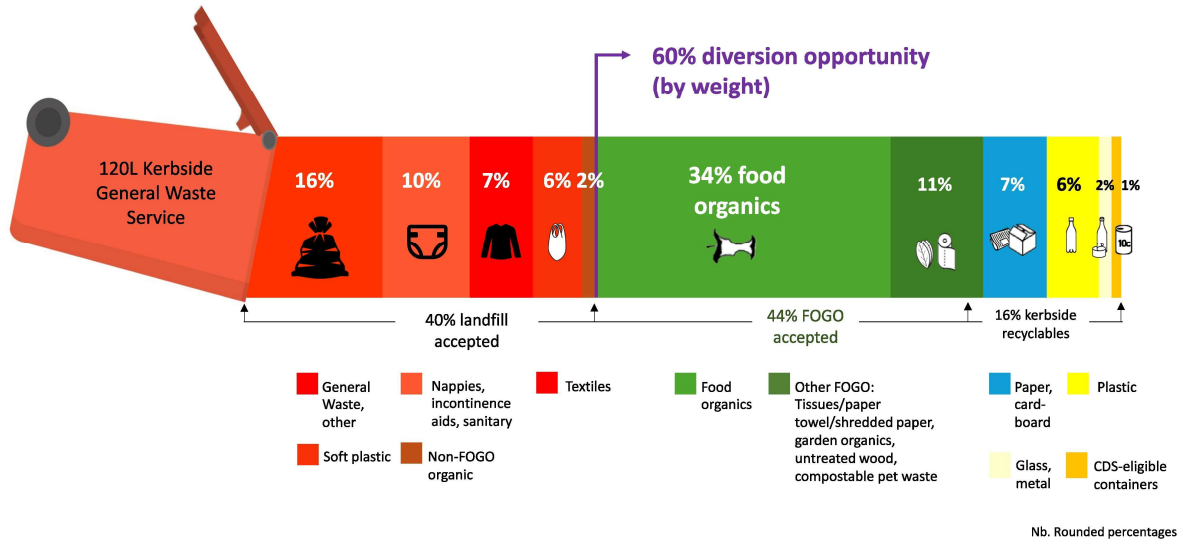 60% diversion opportunity
(by weight)
120L Kerbside
General Waste
Service
16%
10%
7%
6%
2%
34% food
organics
11%
7%
6%
2%
1%
10c
40% landfill
accepted
44% FOGO
accepted
16% kerbside
recyclables
General
Waste,
other
Nappies,
incontinence
aids, sanitary
Textiles
Food
organics
Other FOGO:
Tissues/paper
towel/shredded paper,
garden organics,
untreated wood,
compostable pet waste
Paper,
card-
board
Plastic
Soft plastic
Non-FOGO
organic
Glass,
metal
CDS-eligible
containers
Nb. Rounded percentages